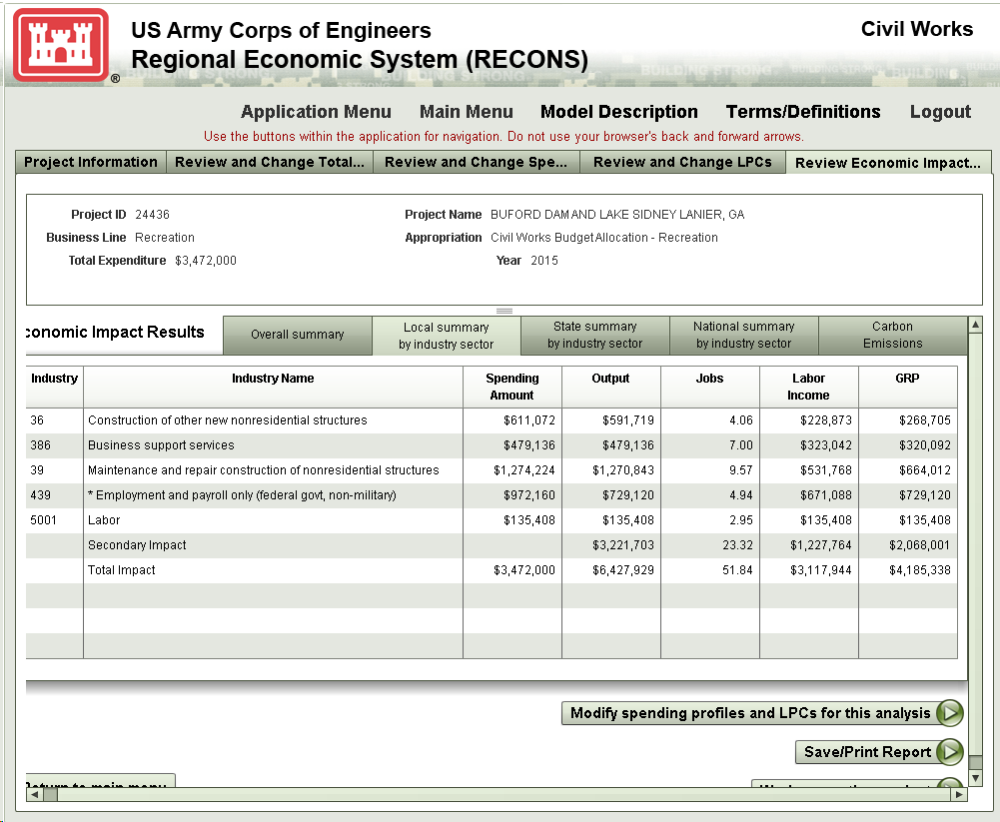 US Army Corps of Engineers
Civil Works
Regional Economic System (RECONS)
®
BUILDING STRONG
Application Menu Main Menu Model Description Terms/Definitions Logout
Use the buttons within the application for navigation. Do not use your browser's back and forward arrows.
Project Information Review and Change Total... Review and Change Spe... Review and Change LPCs Review Economic Impact...
Project ID 24436 Project Name BUFORD DAM AND LAKE SIDNEY LANIER, GA
Business Line Recreation Appropriation Civil Works Budget Allocation - Recreation
Total Expenditure $3,472,000 Year 2015
conomic Impact Results Overall summary Local summary by industry sector State summary by industry sector National summary by industry sector Carbon Emissions
Industry Industry Name Spending Amount Output Jobs Labor Income GRP
36 Construction of other new nonresidential structures $611,072 $591,719 4.06 $228,873 $268,705
386 Business support services $479,136 $479,136 7.00 $323,042 $320,092
39 Maintenance and repair construction of nonresidential structures $1,274,224 $1,270,843 9.57 $531,768 $664,012
439 * Employment and payroll only (federal govt, non-military) $972,160 $729,120 4.94 $671,088 $729,120
5001 Labor $135,408 $135,408 2.95 $135,408 $135,408
Secondary Impact $3,221,703 23.32 $1,227,764 $2,068,001
Total Impact $3,472,000 $6,427,929 51.84 $3,117,944 $4,185,338
Modify spending profiles and LPCs for this analysis
Save/Print Report
Return to main menu